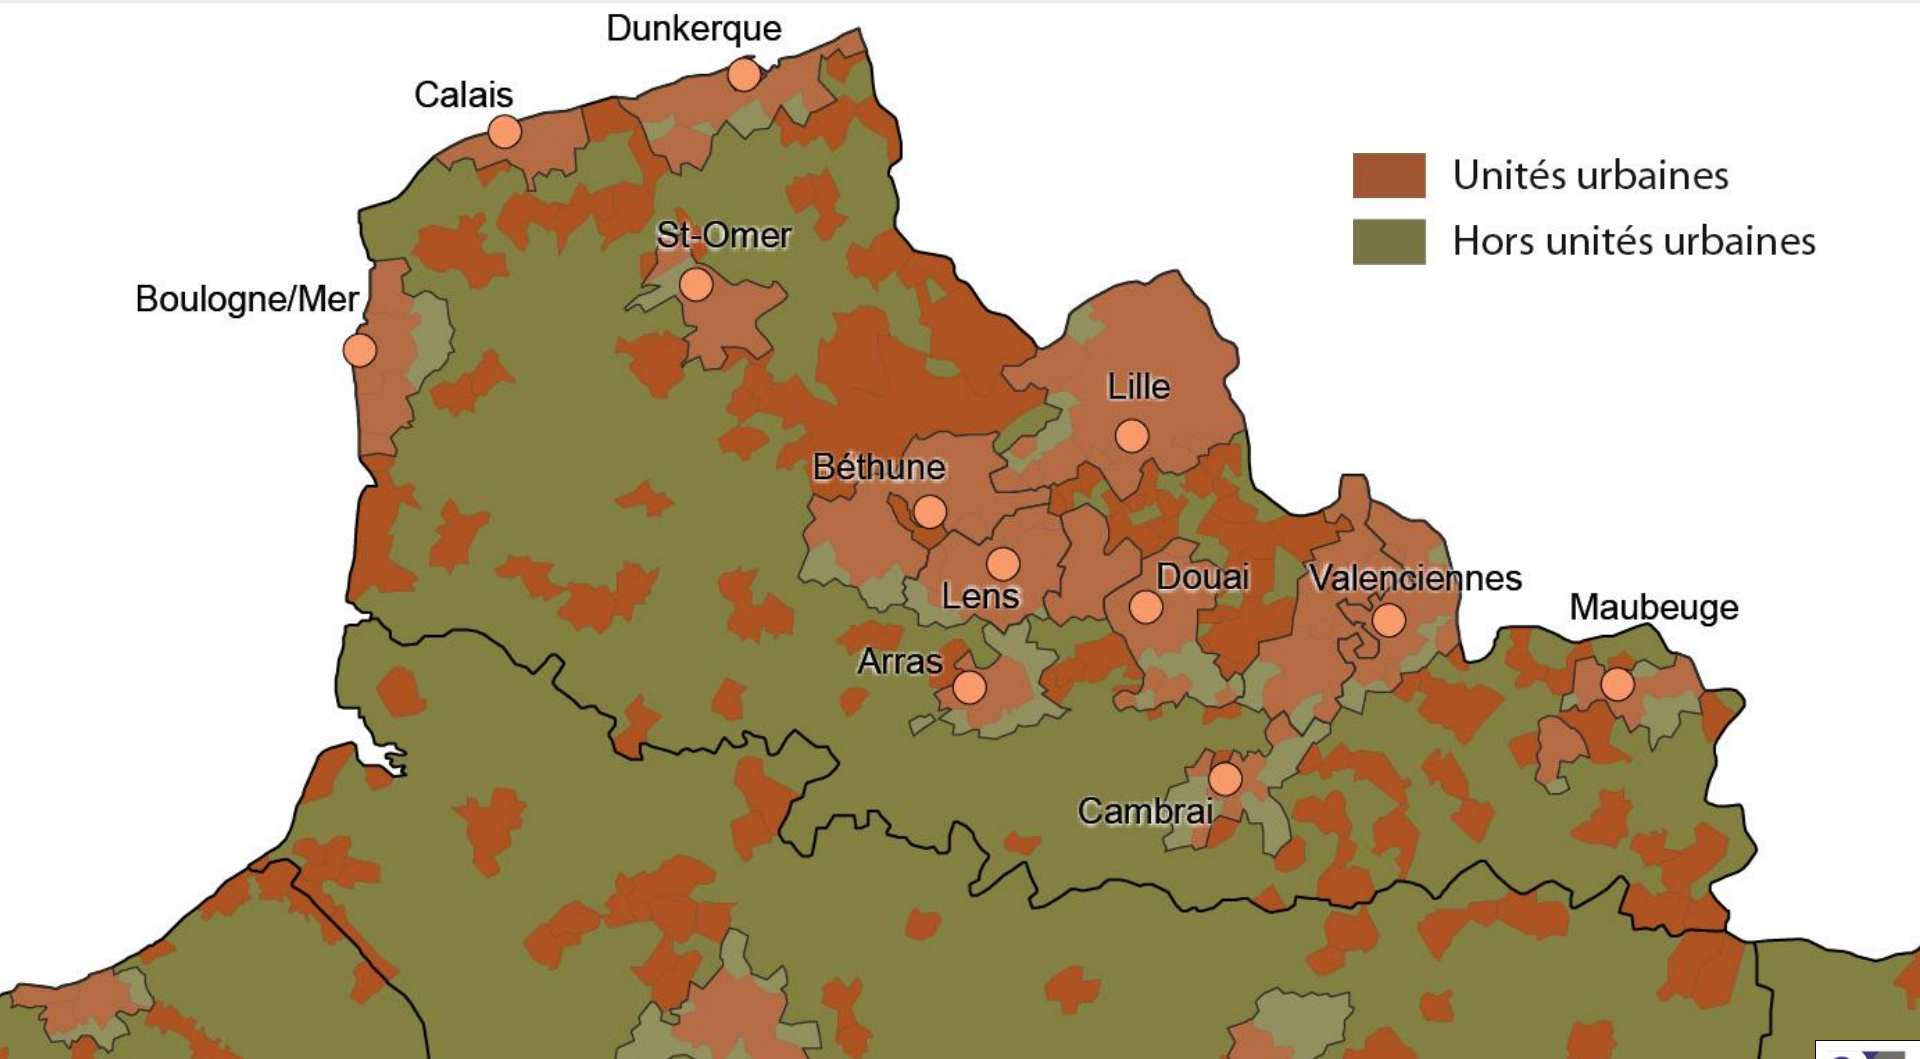 Dunkerque
Calais
Unités urbaines
St-Omer
Hors unités urbaines
Boulogne/Mer
Lille
Béthune
Douai
Valenciennes
Lens
Maubeuge
Arras
Cambrai